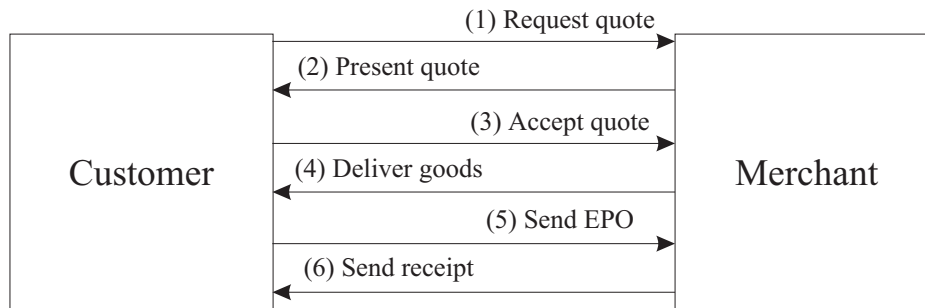 (1) Request quote
(2) Present quote
(3) Accept quote
Customer
(4) Deliver goods
Merchant
(5) Send EPO
(6) Send receipt